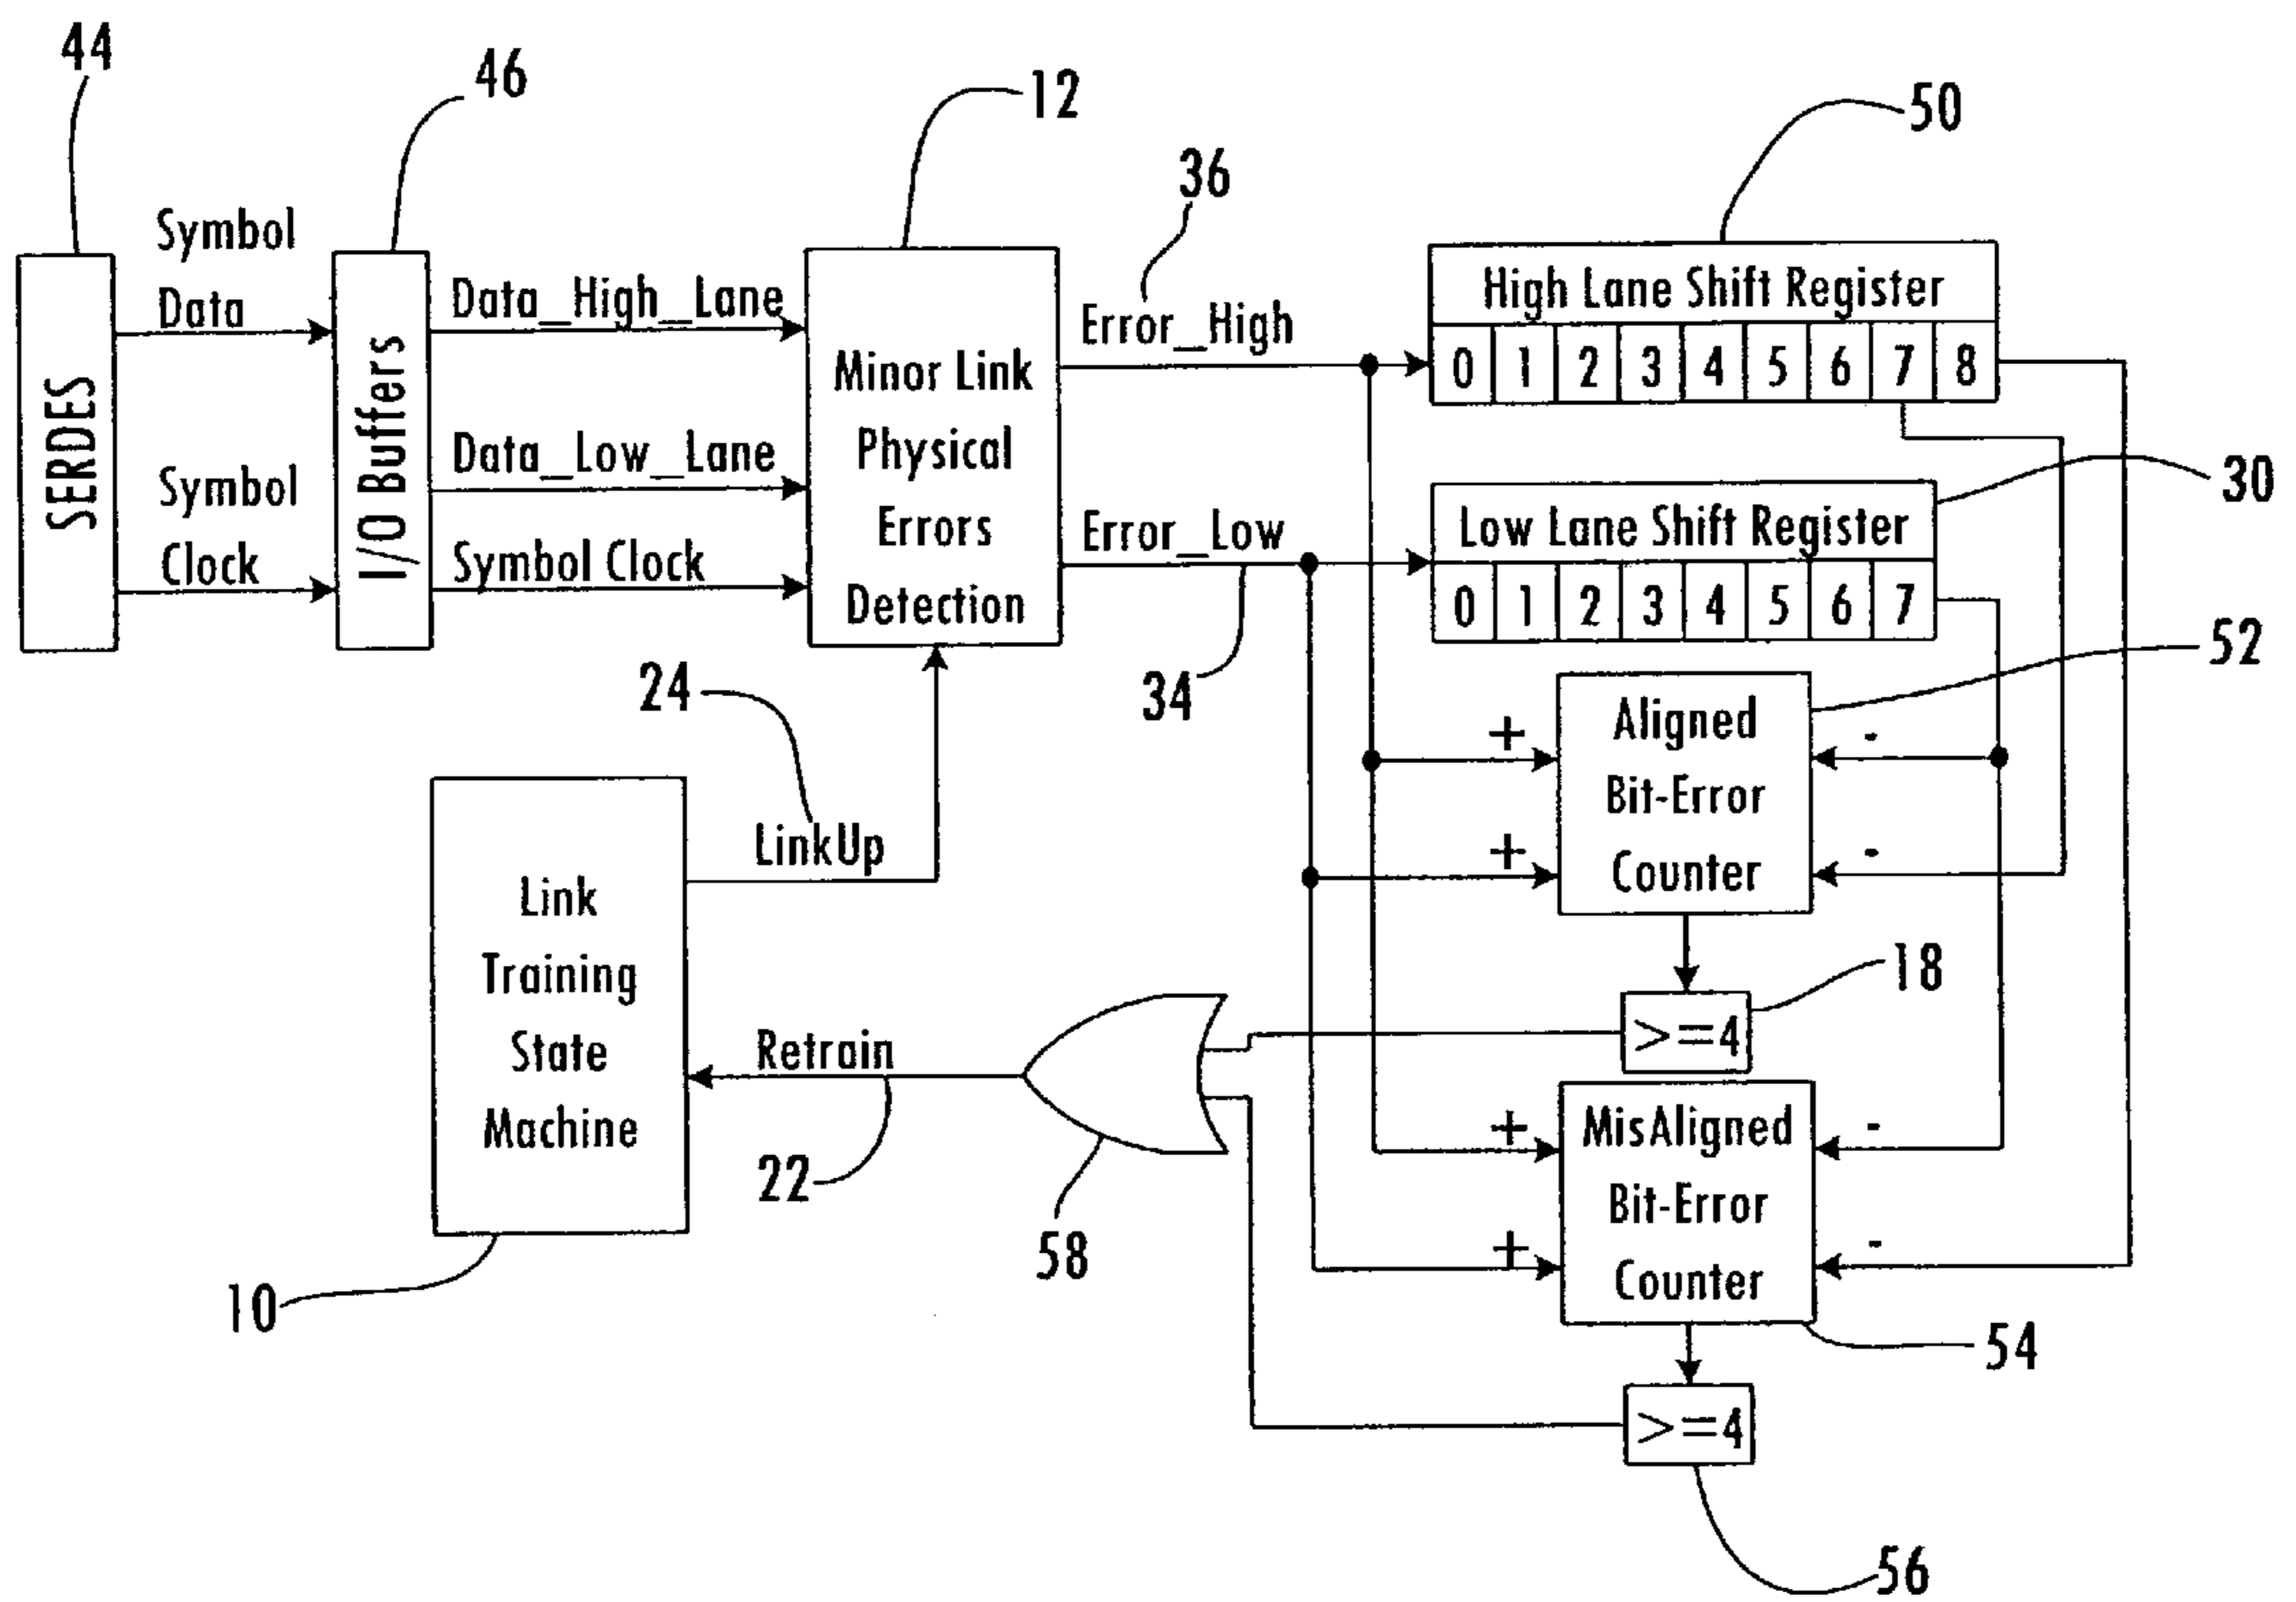 44
46
12
50
36
Symbol
Data
Data_High_Lane
Error_High
High Lane Shift Register
0 1 2 3 4 5 6 7 8
SERDES
I/O Buffers
Minor Link
Physical
Errors
Detection
Data_Low_Lane
Symbol
Clock
Symbol Clock
Error_Low
30
Low Lane Shift Register
0 1 2 3 4 5 6 7
34
52
24
LinkUp
+
+
Aligned
Bit-Error
Counter
-
-
18
>=4
Link
Training
State
Machine
Retrain
22
58
10
+
+
MisAligned
Bit-Error
Counter
-
-
54
>=4
56